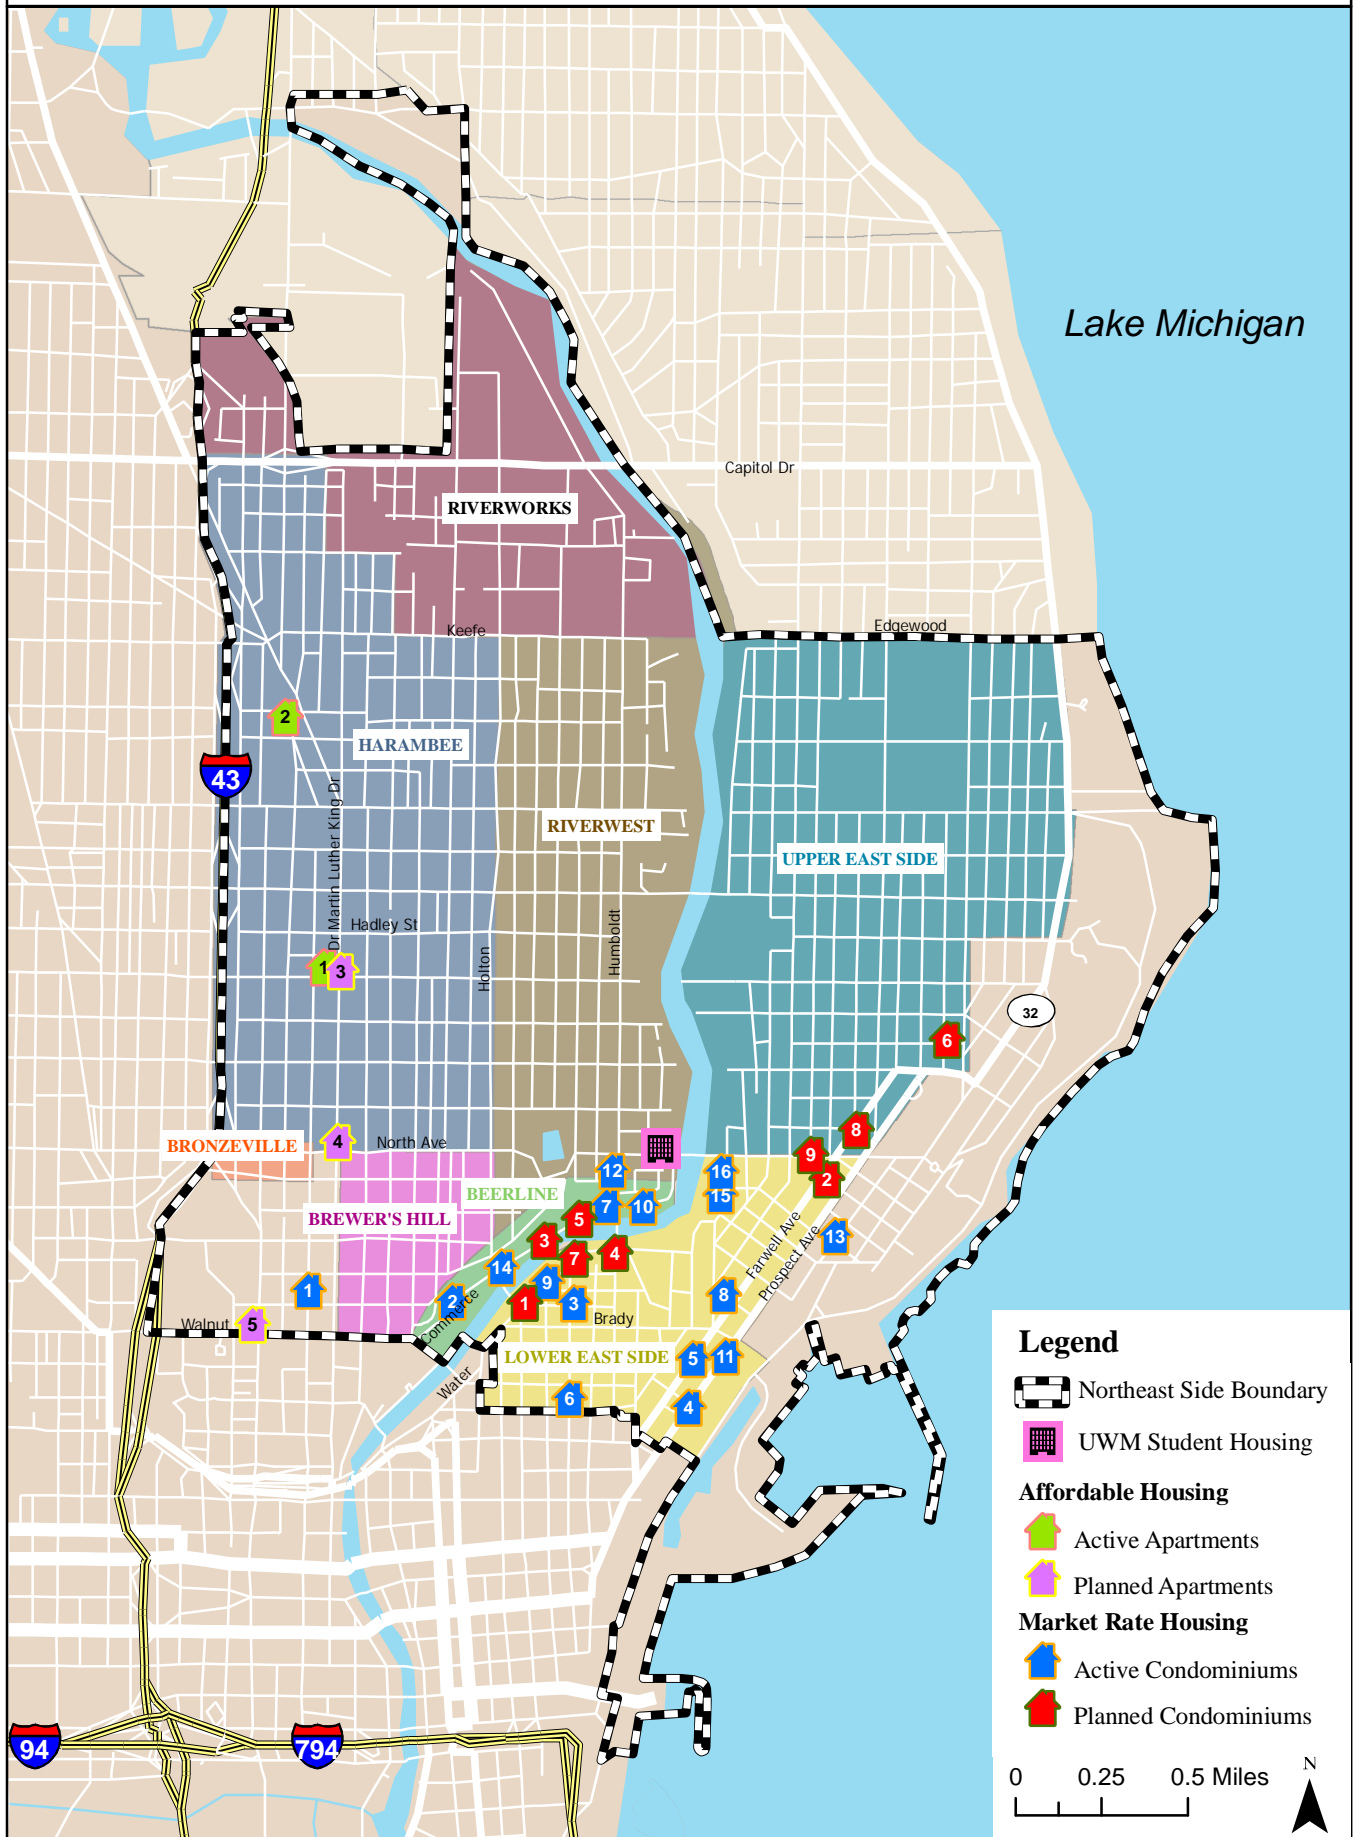 Lake Michigan
Capitol Dr
RIVERWORKS
Keefe
Edgewood
2
HARAMBEE
43
Dr Martin Luther King Dr
RIVERWEST
UPPER EAST SIDE
Hadley St
Humboldt
Holton
1
3
32
6
8
4
North Ave
BRONZEVILLE
9
12
16
2
BEERLINE
15
7
10
5
BREWER'S HILL
13
3
4
7
Farwell Ave
Prospect Ave
14
9
1
2
8
1
3
Commerce
Brady
Walnut
5
LOWER EAST SIDE
5
11
Water
6
4
Legend
Northeast Side Boundary
UWM Student Housing
Affordable Housing
Active Apartments
Planned Apartments
Market Rate Housing
Active Condominiums
Planned Condominiums
94
794
N
0 0.25 0.5 Miles